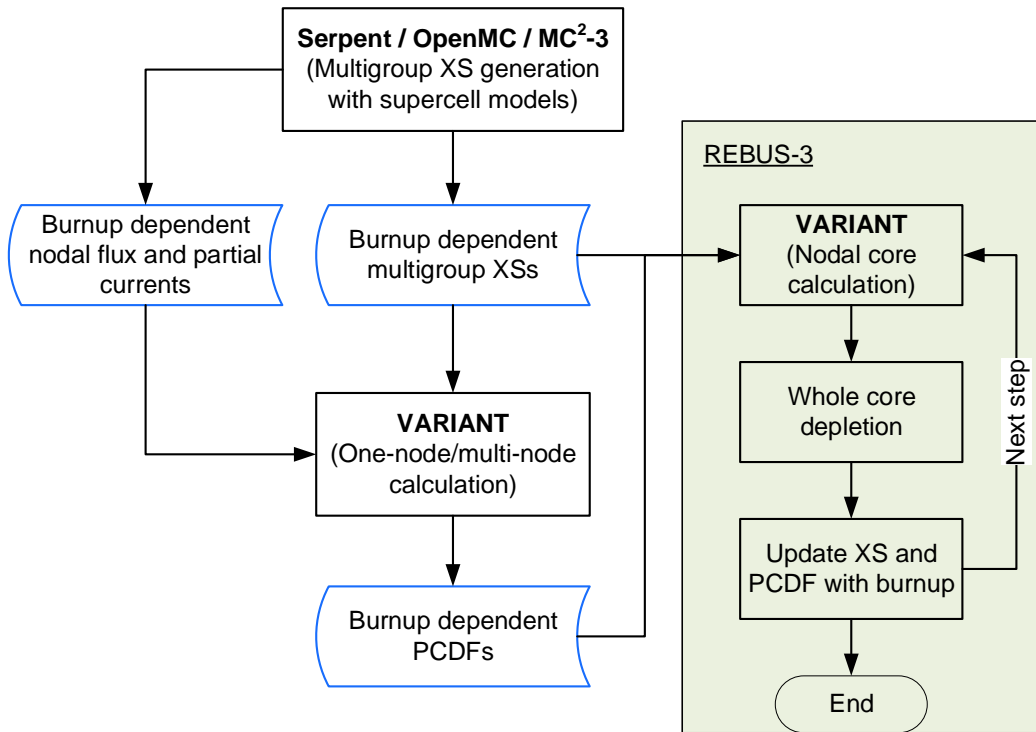 Serpent / OpenMC / MC²-3
(Multigroup XS generation
with supercell models)
Burnup dependent
nodal flux and partial
currents
Burnup dependent
multigroup XSs
VARIANT
(One-node/multi-node
calculation)
Burnup dependent
PCDFs
REBUS-3
VARIANT
(Nodal core
calculation)
Whole core
depletion
Update XS and
PCDF with burnup
Next step
End